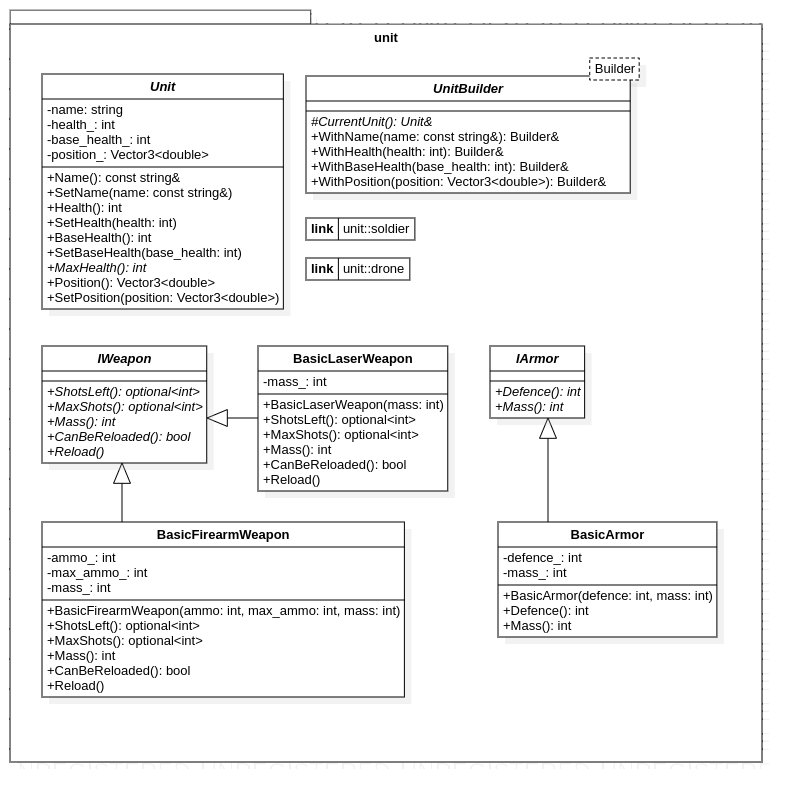 unit
Builder
Unit
-name: string
-health_: int
-base_health_: int
-position_: Vector3<double>
+Name(): const string&
+SetName(name: const string&)
+Health(): int
+SetHealth(health: int)
+BaseHealth(): int
+SetBaseHealth(base_health: int)
+MaxHealth(): int
+Position(): Vector3<double>
+SetPosition(position: Vector3<double>)
UnitBuilder
#CurrentUnit(): Unit&
+WithName(name: const string&): Builder&
+WithHealth(health: int): Builder&
+WithBaseHealth(base_health: int): Builder&
+WithPosition(position: Vector3<double>): Builder&
link unit::soldier
link unit::drone
IWeapon
+ShotsLeft(): optional<int>
+MaxShots(): optional<int>
+Mass(): int
+CanBeReloaded(): bool
+Reload()
BasicLaserWeapon
-mass_: int
+BasicLaserWeapon(mass: int)
+ShotsLeft(): optional<int>
+MaxShots(): optional<int>
+Mass(): int
+CanBeReloaded(): bool
+Reload()
IArmor
+Defence(): int
+Mass(): int
BasicFirearmWeapon
-ammo_: int
-max_ammo_: int
-mass_: int
+BasicFirearmWeapon(ammo: int, max_ammo: int, mass: int)
+ShotsLeft(): optional<int>
+MaxShots(): optional<int>
+Mass(): int
+CanBeReloaded(): bool
+Reload()
BasicArmor
-defence_: int
-mass_: int
+BasicArmor(defence: int, mass: int)
+Defence(): int
+Mass(): int